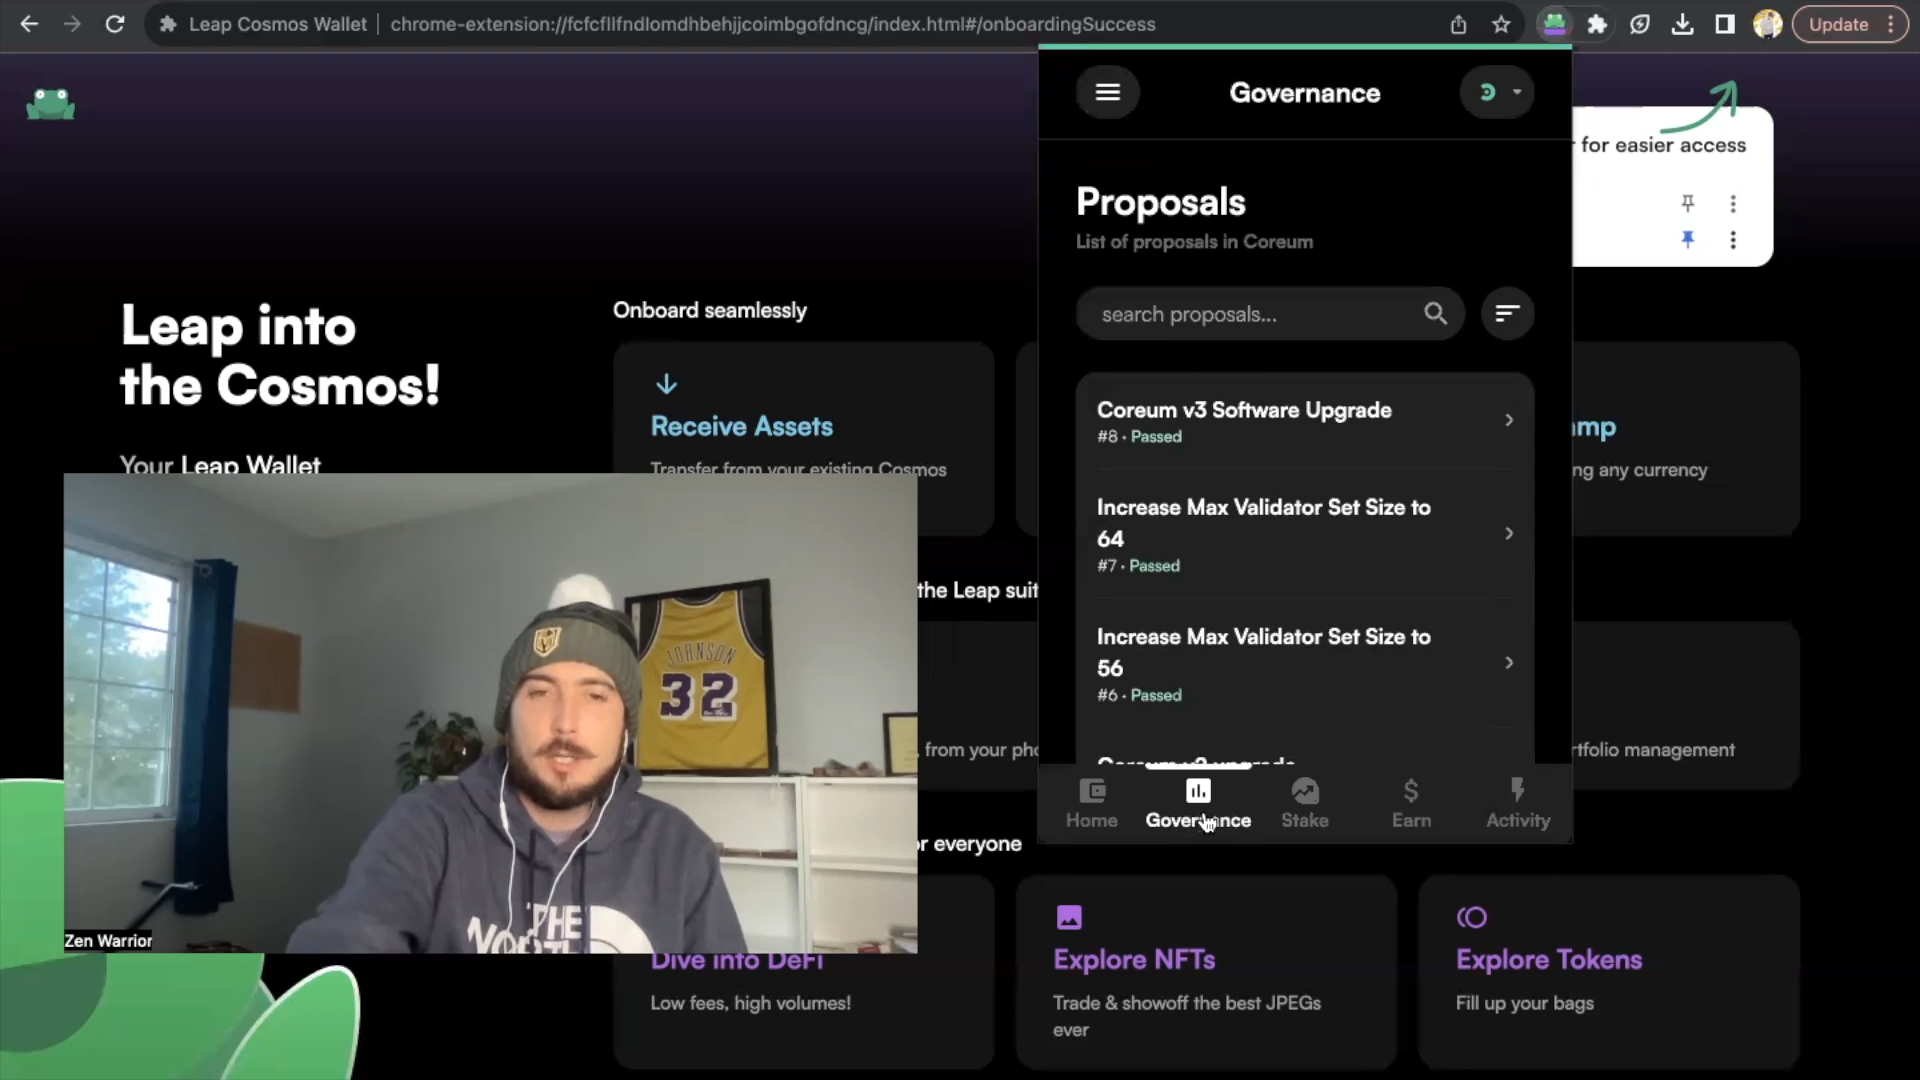 Leap Cosmos Wallet
chrome-extension://fcfcfllfndlomdhbehjjcoimbgofdncg/index.html#/onboardingSuccess
Update
Governance
for easier access
Proposals
List of proposals in Coreum
search proposals...
Leap into
the Cosmos!
Your Leap Wallet
Onboard seamlessly
Receive Assets
Transfer from your existing Cosmos
ng any currency
Coreum v3 Software Upgrade
#8 · Passed
Increase Max Validator Set Size to
64
#7 · Passed
Increase Max Validator Set Size to
56
#6 · Passed
the Leap suit
from your pho
rtfolio management
Home
Governance
Stake
Earn
Activity
or everyone
JOHNSON
32
THE
NORTH
Zen Warrior
Dive into DeFi
Low fees, high volumes!
Explore NFTs
Trade & showoff the best JPEGs
ever
Explore Tokens
Fill up your bags